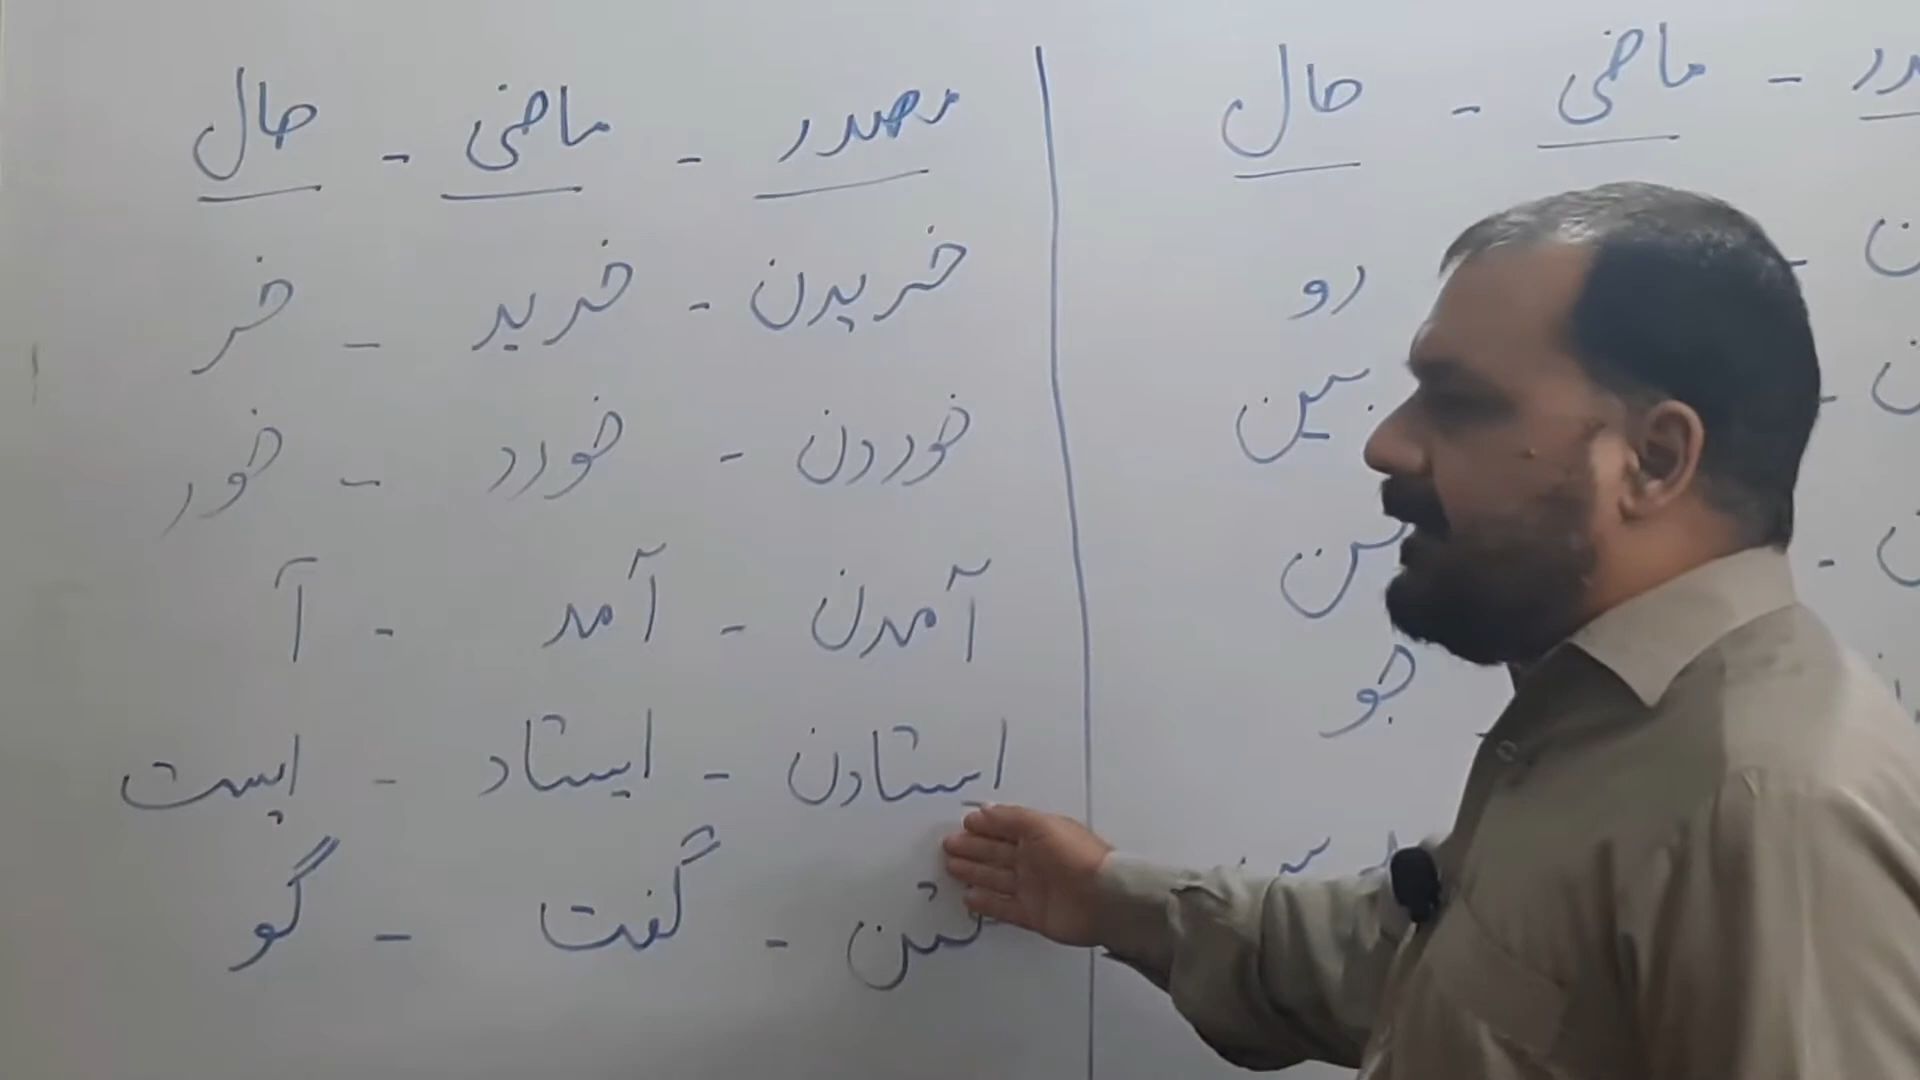 مصدر - ماضی - حال
خریدن - خرید - خر
خوردن - خورد - خور
آمدن - آمد - آ
ایستادن - ایستاد - ایست
گفت - گو
ماضی - حال
رو
بین
کن
جو